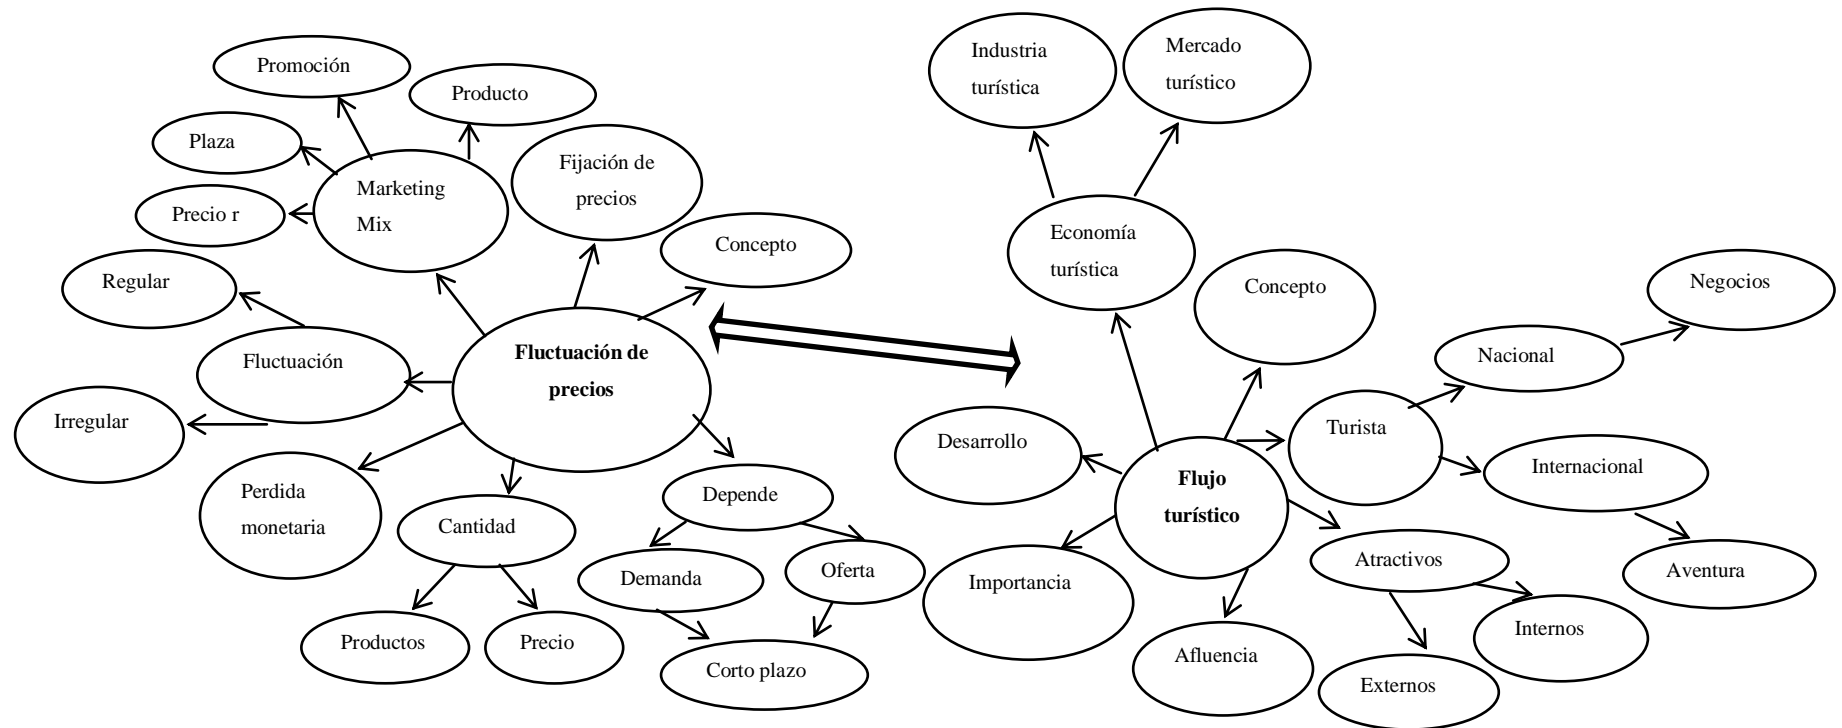 Promoción
Producto
Plaza
Marketing
Mix
Precio r
Fijación de
precios
Concepto
Regular
Fluctuación
Irregular
Fluctuación de
precios
Perdida
monetaria
Cantidad
Productos
Precio
Depende
Demanda
Oferta
Corto plazo
Industria
turística
Mercado
turístico
Economía
turística
Concepto
Negocios
Nacional
Turista
Internacional
Aventura
Desarrollo
Flujo
turístico
Importancia
Afluencia
Atractivos
Internos
Externos